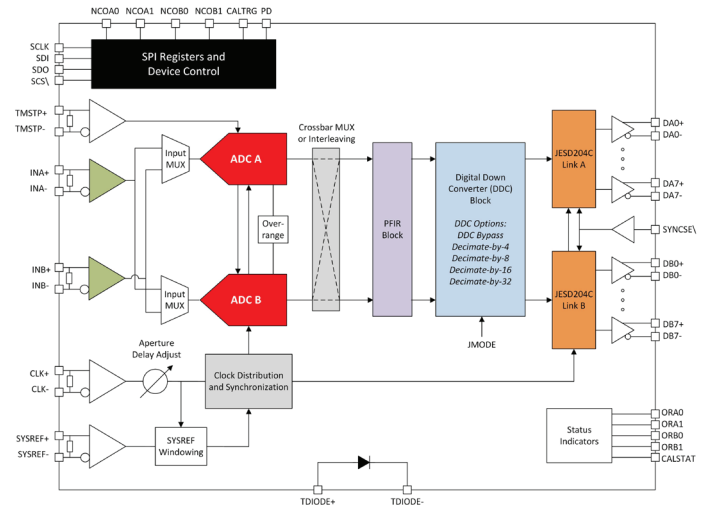 NCOA0 NCOA1 NCOB0 NCOB1 CALTRG PD
SCLK
SDI
SDO
SCS\
SPI Registers and
Device Control
TMSTP+
TMSTP-
INA+
INA-
Input
MUX
ADC A
Crossbar MUX
or Interleaving
Over-
range
INB+
INB-
Input
MUX
ADC B
PFIR
Block
Digital Down
Converter (DDC)
Block
DDC Options:
DDC Bypass
Decimate-by-4
Decimate-by-8
Decimate-by-16
Decimate-by-32
JMODE
JESD204C
Link A
DA0+
DA0-
DA7+
DA7-
SYNCSE\
JESD204C
Link B
DB0+
DB0-
DB7+
DB7-
Aperture
Delay Adjust
CLK+
CLK-
Clock Distribution
and Synchronization
SYSREF+
SYSREF-
SYSREF
Windowing
Status
Indicators
ORA0
ORA1
ORB0
ORB1
CALSTAT
TDIODE+ TDIODE-